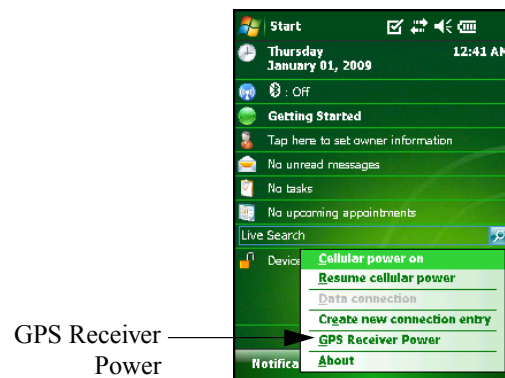 Start
Thursday
January 01, 2009
12:41 AM
: Off
Getting Started
Tap here to set owner information
No unread messages
No tasks
No upcoming appointments
Live Search
Device
Cellular power on
Resume cellular power
Data connection
Create new connection entry
GPS Receiver Power
About
Notifica
GPS Receiver
Power